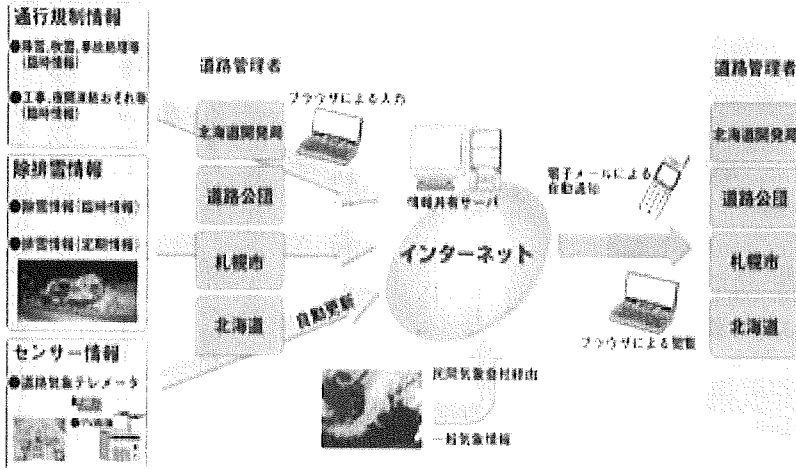 通行規制情報
●降雪、吹雪、事故処理等
(臨時情報)
●工事、夜間凍結おそれ等
(臨時情報)
除排雪情報
●除雪情報(臨時情報)
●排雪情報(定期情報)
センサー情報
●道路気象テレメータ
道路管理者
北海道開発局
道路公団
札幌市
北海道
ブラウザによる入力
自動更新
情報共有サーバ
インターネット
民間気象会社経由
一般気象情報
電子メールによる
自動通知
ブラウザによる閲覧
道路管理者
北海道開発局
道路公団
札幌市
北海道